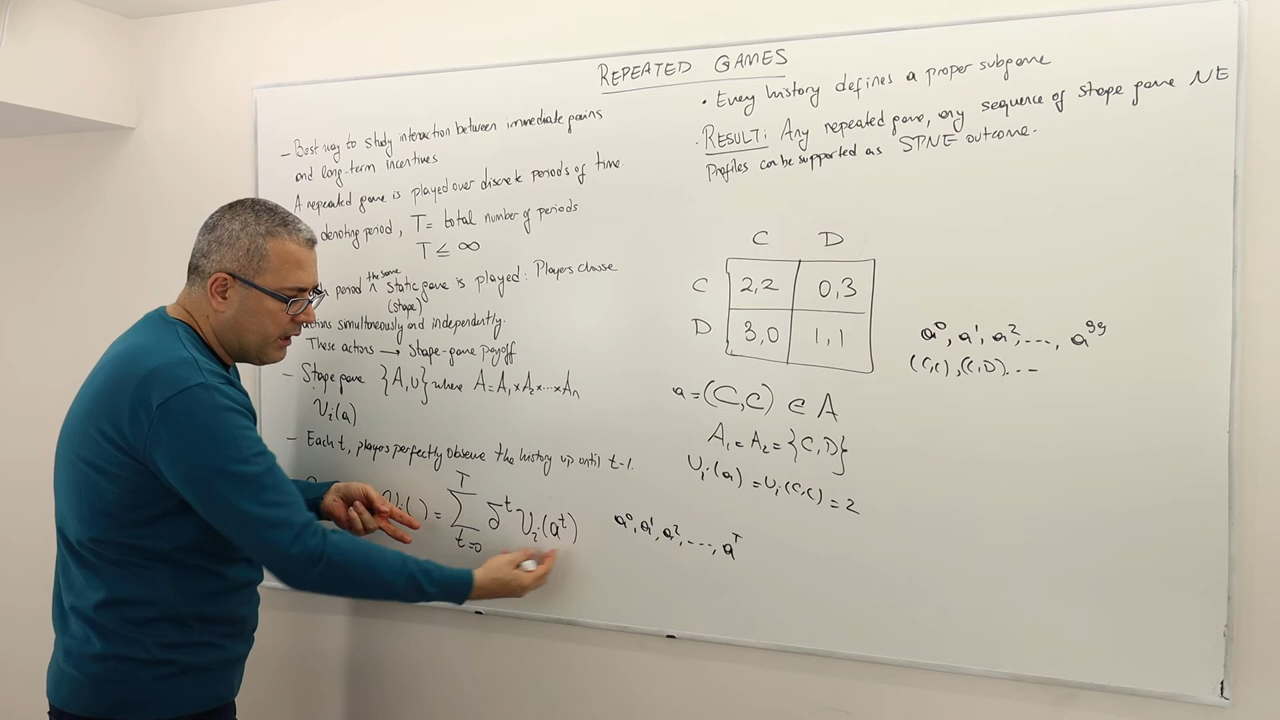 REPEATED GAMES
– Best way to study interaction between immediate gains
and long-term incentives
A repeated game is played over discrete periods of time.
denoting period, T = total number of periods
T ≤ ∞
period ^ the same static game is played: Players choose
(stage)
simultaneously and independently.
These actions → Stage-game payoff
– Stage game {A,U} where A = A₁×A₂×...×Aₙ
Uᵢ(a)
– Each t, players perfectly observe the history up until t-1.
( ) = Σ_{t=0}^{T} δᵗ Uᵢ(aᵗ)
a⁰, a¹, a², ..., aᵀ
• Every history defines a proper subgame
. RESULT: Any repeated game, any sequence of stage game NE
Profiles can be supported as SPNE outcome.
C D
C 2,2 0,3
D 3,0 1,1
a = (C,C) ∈ A
A₁ = A₂ = {C,D}
Uᵢ(a) = Uᵢ(C,C) = 2
a⁰, a¹, a², ..., a⁹⁹
(C,C), (C,D) ...